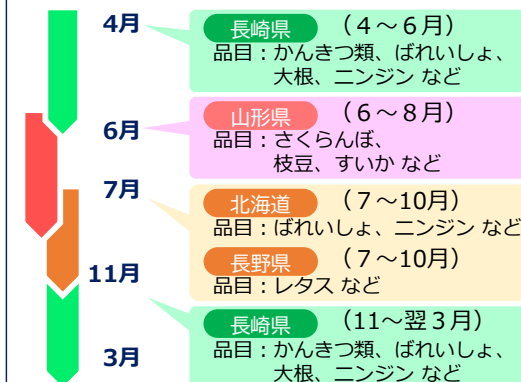 4月
長崎県 （４～６月）
品目：かんきつ類、ばれいしょ、
大根、ニンジン など
6月
山形県 （６～８月）
品目：さくらんぼ、
枝豆、すいか など
7月
北海道 （７～10月）
品目：ばれいしょ、ニンジン など
長野県 （７～10月）
品目：レタス など
11月
長崎県 （11～翌３月）
品目：かんきつ類、ばれいしょ、
大根、ニンジン など
3月